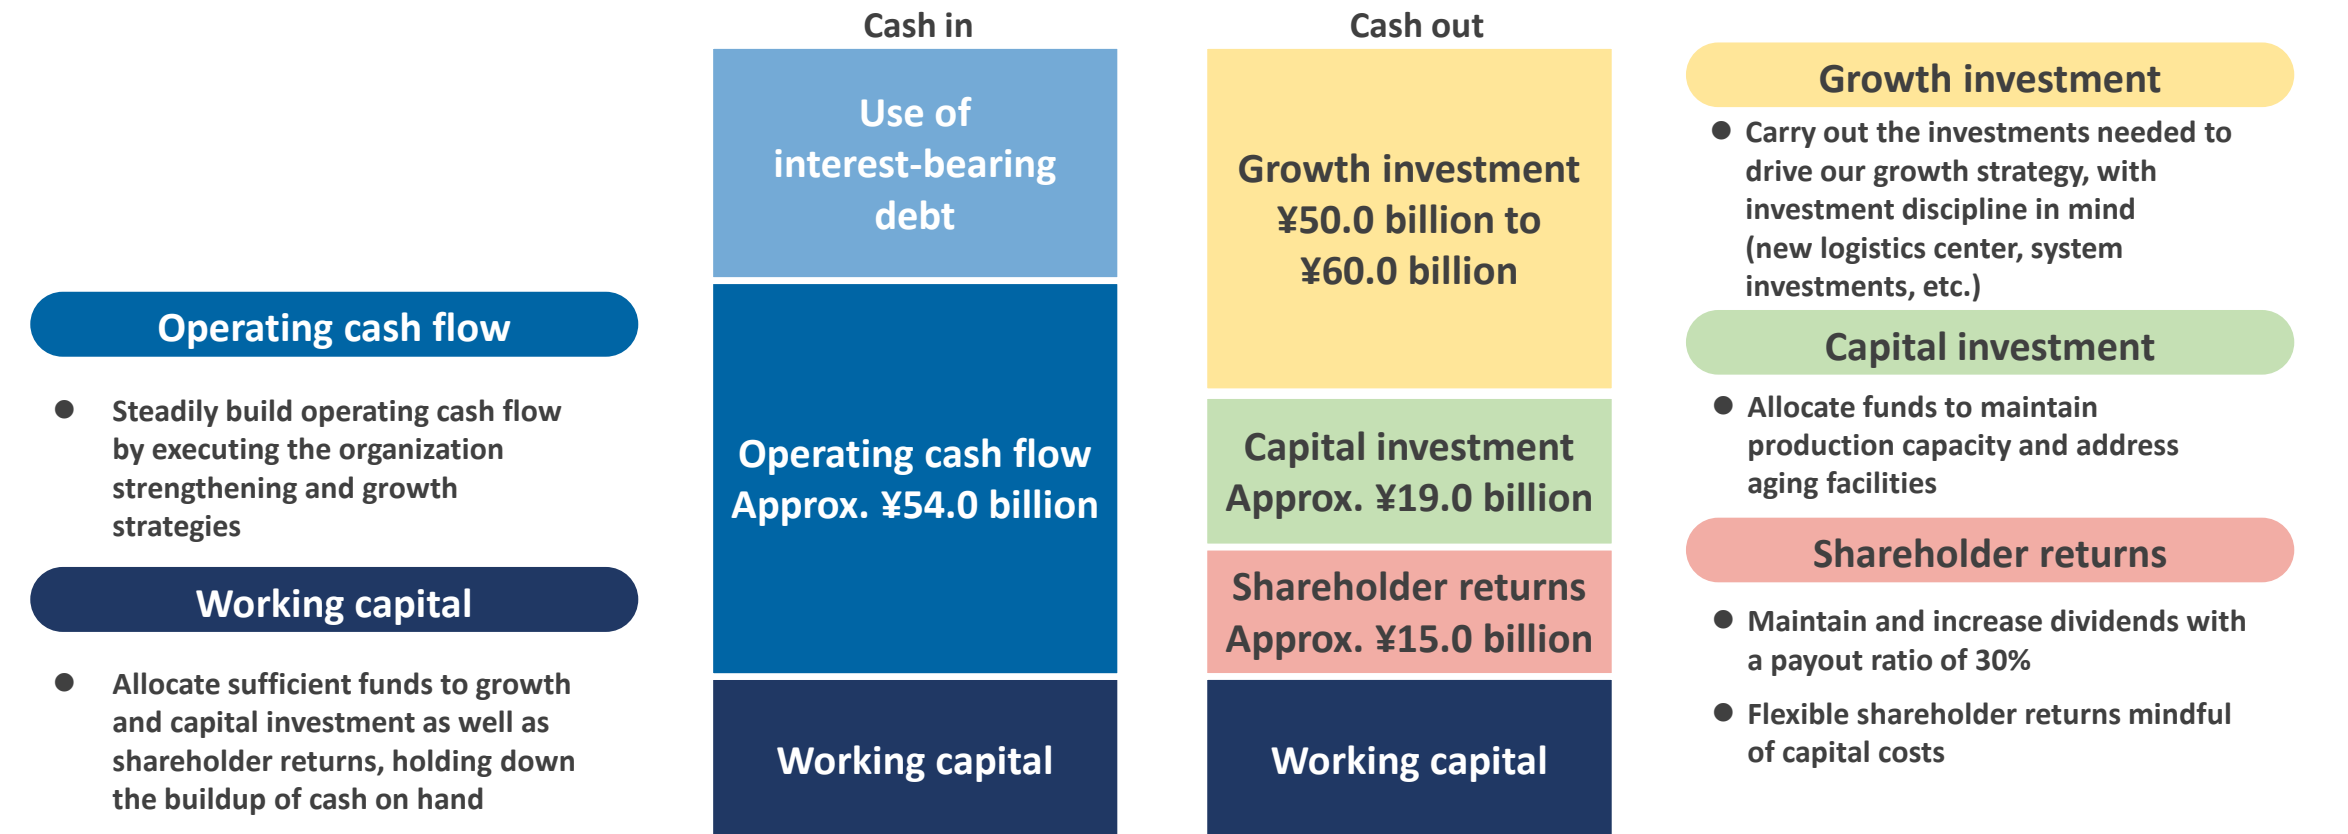 Cash in
Cash out
Operating cash flow
● Steadily build operating cash flow
by executing the organization
strengthening and growth
strategies
Working capital
● Allocate sufficient funds to growth
and capital investment as well as
shareholder returns, holding down
the buildup of cash on hand
Use of
interest-bearing
debt
Operating cash flow
Approx. ¥54.0 billion
Working capital
Growth investment
¥50.0 billion to
¥60.0 billion
Capital investment
Approx. ¥19.0 billion
Shareholder returns
Approx. ¥15.0 billion
Working capital
Growth investment
● Carry out the investments needed to
drive our growth strategy, with
investment discipline in mind
(new logistics center, system
investments, etc.)
Capital investment
● Allocate funds to maintain
production capacity and address
aging facilities
Shareholder returns
● Maintain and increase dividends with
a payout ratio of 30%
● Flexible shareholder returns mindful
of capital costs